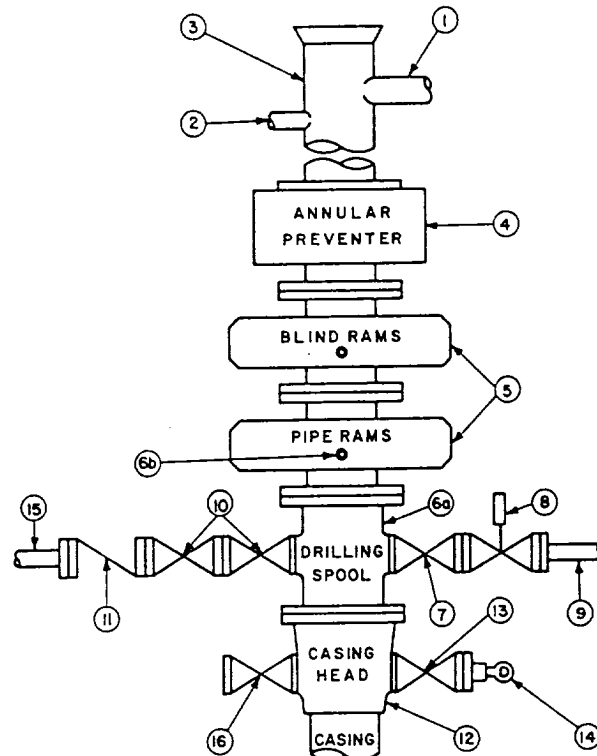 3
1
2
ANNULAR
PREVENTER
4
BLIND RAMS
5
PIPE RAMS
6b
6a
8
15
10
DRILLING
SPOOL
11
7
9
13
CASING
HEAD
16
12
14
CASING